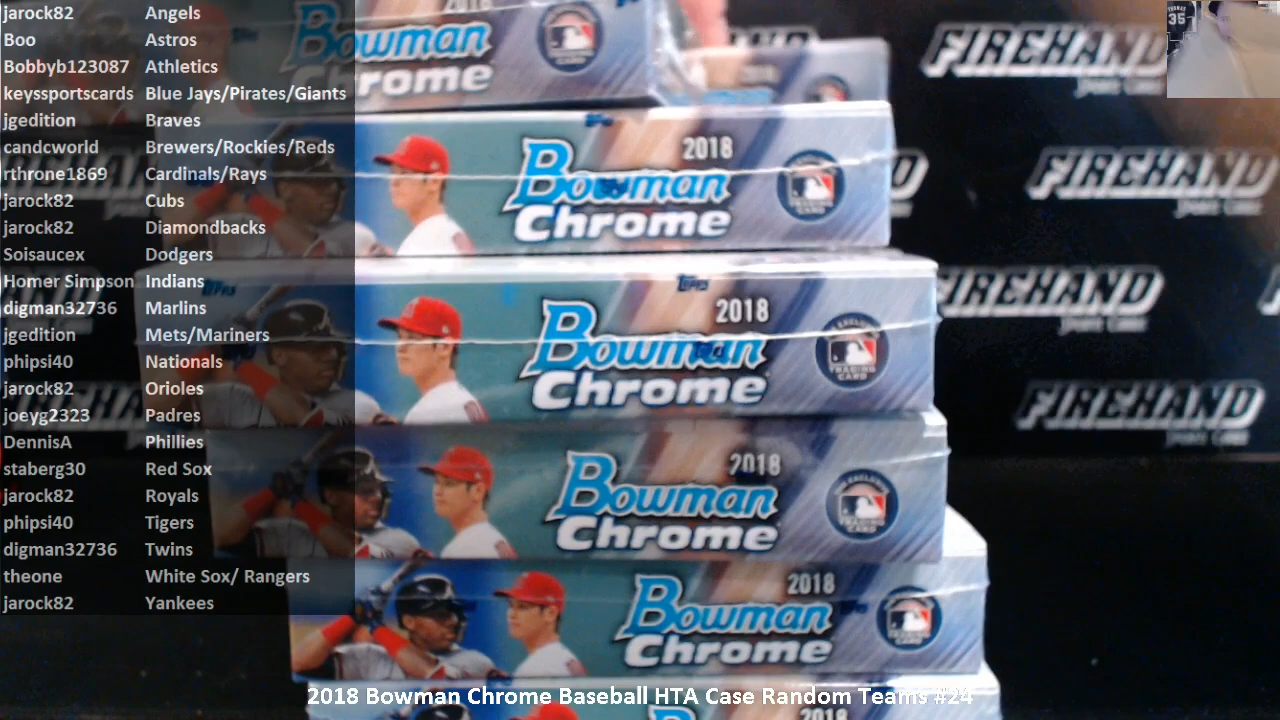 jarock82 Angels
Boo Astros
Bobbyb123087 Athletics
keyssportscards Blue Jays/Pirates/Giants
jgedition Braves
candcworld Brewers/Rockies/Reds
rthrone1869 Cardinals/Rays
jarock82 Cubs
jarock82 Diamondbacks
Soisaucex Dodgers
Homer Simpson Indians
digman32736 Marlins
jgedition Mets/Mariners
phipsi40 Nationals
jarock82 Orioles
joeyg2323 Padres
DennisA Phillies
staberg30 Red Sox
jarock82 Royals
phipsi40 Tigers
digman32736 Twins
theone White Sox/ Rangers
jarock82 Yankees
2018
Bowman
Chrome
2018
Bowman
Chrome
2018
Bowman
Chrome
2018
Bowman
Chrome
2018
Bowman
Chrome
2018
FIREHAND
FIREHAND
FIREHAND
FIREHAND
35
2018 Bowman Chrome Baseball HTA Case Random Teams #24